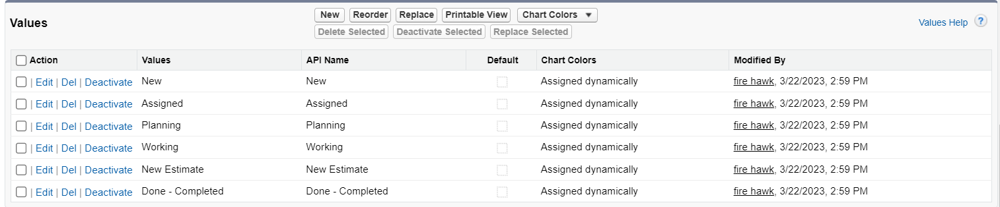 Values New Reorder Replace Printable View Chart Colors ▼ Values Help ?
Delete Selected Deactivate Selected Replace Selected
Action Values API Name Default Chart Colors Modified By
| Edit | Del | Deactivate New New Assigned dynamically fire hawk, 3/22/2023, 2:59 PM
| Edit | Del | Deactivate Assigned Assigned Assigned dynamically fire hawk, 3/22/2023, 2:59 PM
| Edit | Del | Deactivate Planning Planning Assigned dynamically fire hawk, 3/22/2023, 2:59 PM
| Edit | Del | Deactivate Working Working Assigned dynamically fire hawk, 3/22/2023, 2:59 PM
| Edit | Del | Deactivate New Estimate New Estimate Assigned dynamically fire hawk, 3/22/2023, 2:59 PM
| Edit | Del | Deactivate Done - Completed Done - Completed Assigned dynamically fire hawk, 3/22/2023, 2:59 PM